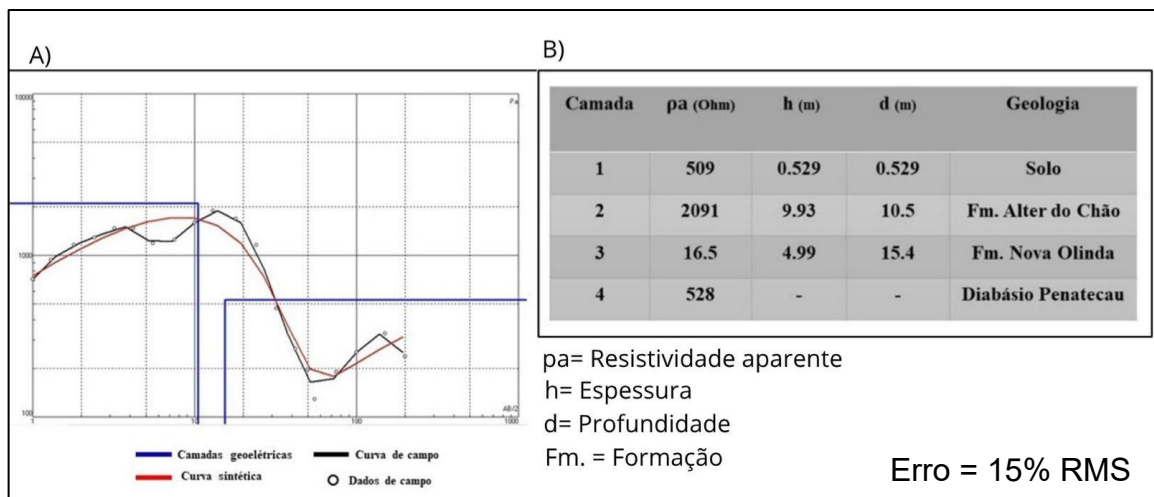 A)
B)
10000
ρa
1000
100
1
10
100
AB/2
1000
Camadas geoelétricas
Curva de campo
Curva sintética
Dados de campo
Camada ρa (Ohm) h (m) d (m) Geologia
1 509 0.529 0.529 Solo
2 2091 9.93 10.5 Fm. Alter do Chão
3 16.5 4.99 15.4 Fm. Nova Olinda
4 528 - - Diabásio Penatecau
pa= Resistividade aparente
h= Espessura
d= Profundidade
Fm. = Formação
Erro = 15% RMS